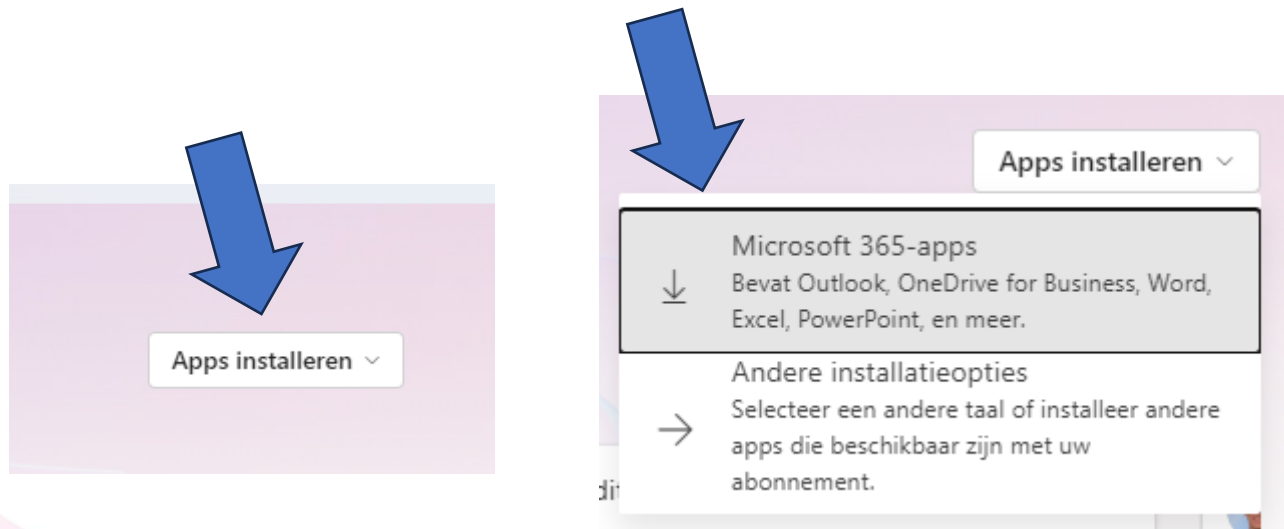 Apps installeren
Apps installeren
Microsoft 365-apps
Bevat Outlook, OneDrive for Business, Word,
Excel, PowerPoint, en meer.
Andere installatieopties
Selecteer een andere taal of installeer andere
apps die beschikbaar zijn met uw
abonnement.